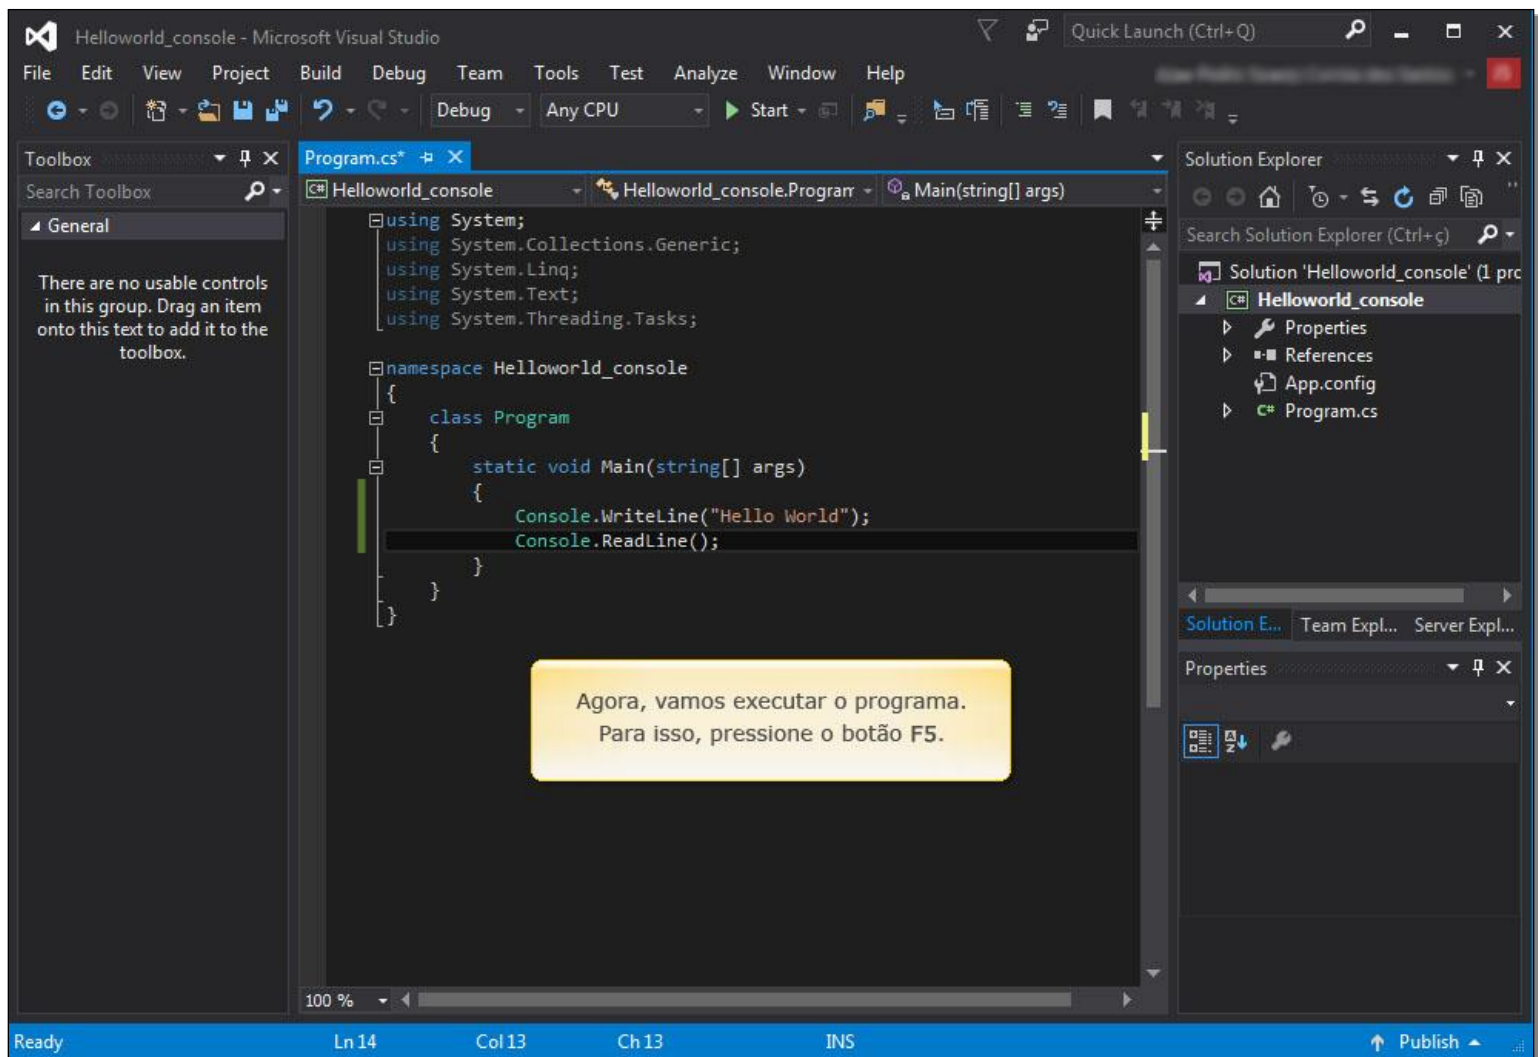 Helloworld_console - Microsoft Visual Studio
Quick Launch (Ctrl+Q)
File Edit View Project Build Debug Team Tools Test Analyze Window Help
Debug Any CPU Start
Toolbox
Search Toolbox
General
There are no usable controls
in this group. Drag an item
onto this text to add it to the
toolbox.
Program.cs*
Helloworld_console Helloworld_console.Program Main(string[] args)
using System;
using System.Collections.Generic;
using System.Linq;
using System.Text;
using System.Threading.Tasks;
namespace Helloworld_console
{
class Program
{
static void Main(string[] args)
{
Console.WriteLine("Hello World");
Console.ReadLine();
}
}
}
Agora, vamos executar o programa.
Para isso, pressione o botão F5.
100 %
Solution Explorer
Search Solution Explorer (Ctrl+ç)
Solution 'Helloworld_console' (1 prc
Helloworld_console
Properties
References
App.config
C# Program.cs
Solution E... Team Expl... Server Expl...
Properties
Ready Ln 14 Col 13 Ch 13 INS Publish